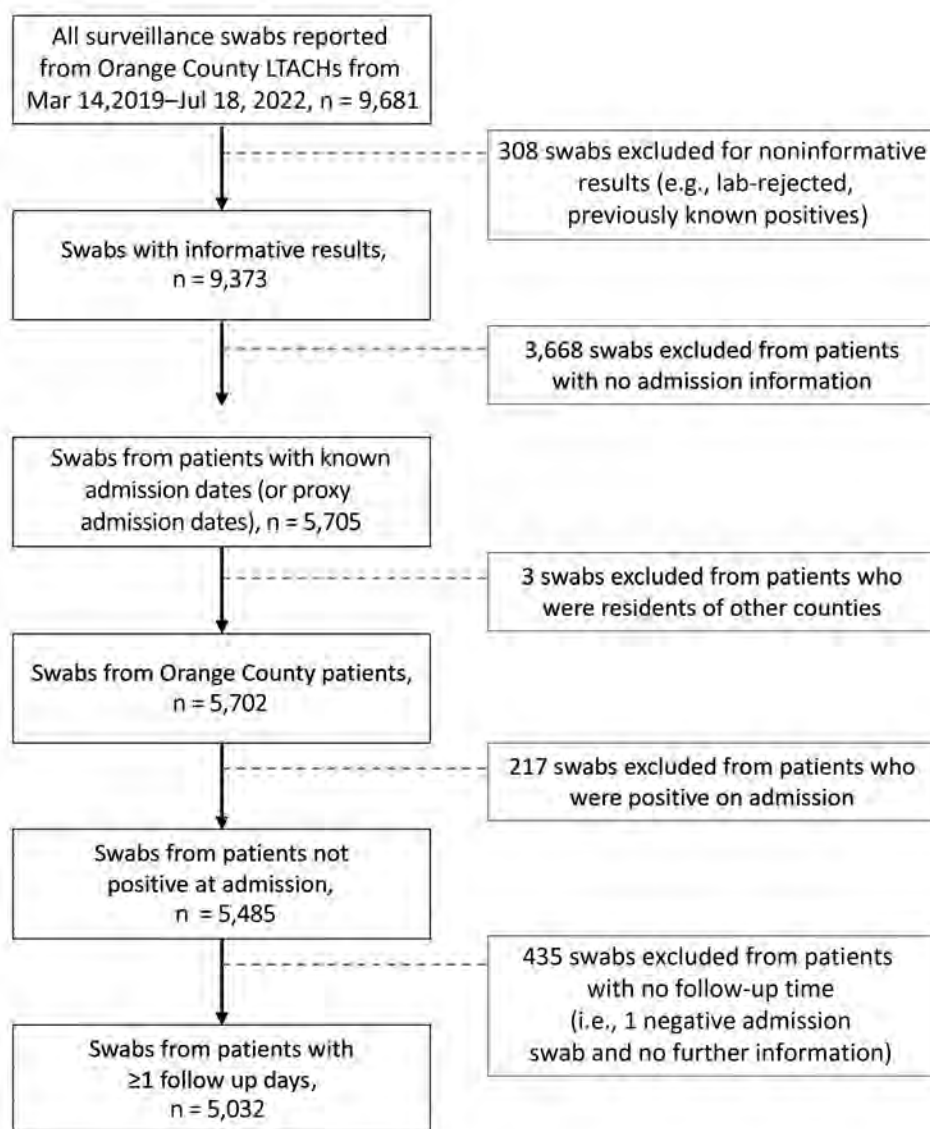 All surveillance swabs reported
from Orange County LTACHs from
Mar 14,2019–Jul 18, 2022, n = 9,681
308 swabs excluded for noninformative
results (e.g., lab-rejected,
previously known positives)
Swabs with informative results,
n = 9,373
3,668 swabs excluded from patients
with no admission information
Swabs from patients with known
admission dates (or proxy
admission dates), n = 5,705
3 swabs excluded from patients who
were residents of other counties
Swabs from Orange County patients,
n = 5,702
217 swabs excluded from patients who
were positive on admission
Swabs from patients not
positive at admission,
n = 5,485
435 swabs excluded from patients
with no follow-up time
(i.e., 1 negative admission
swab and no further information)
Swabs from patients with
≥1 follow up days,
n = 5,032